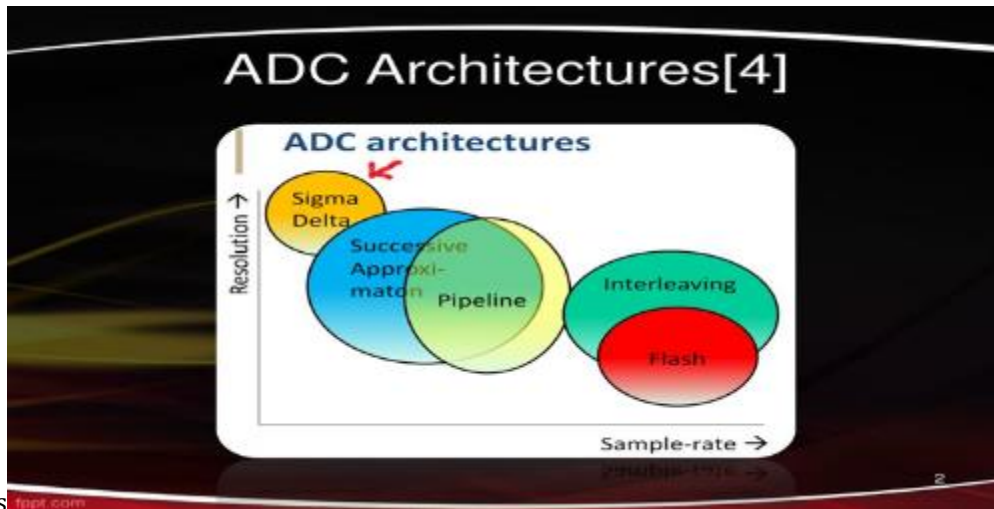 ADC Architectures[4]
ADC architectures
Sigma
Delta
Resolution →
Successive
Approxi-
maton
Pipeline
Interleaving
Flash
Sample-rate →
2
s
fppt com